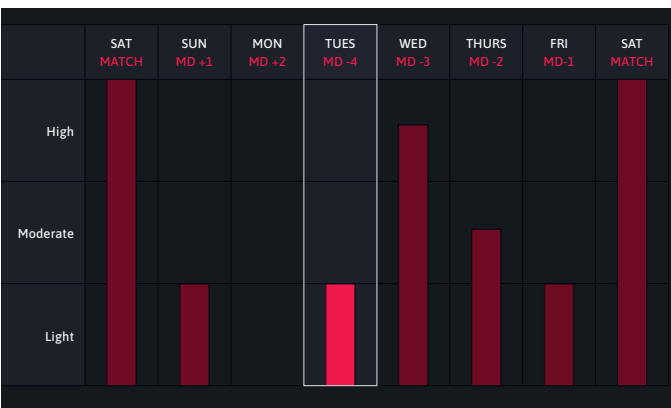 SAT SUN MON TUES WED THURS FRI SAT
MATCH MD +1 MD +2 MD -4 MD -3 MD -2 MD-1 MATCH
High
Moderate
Light